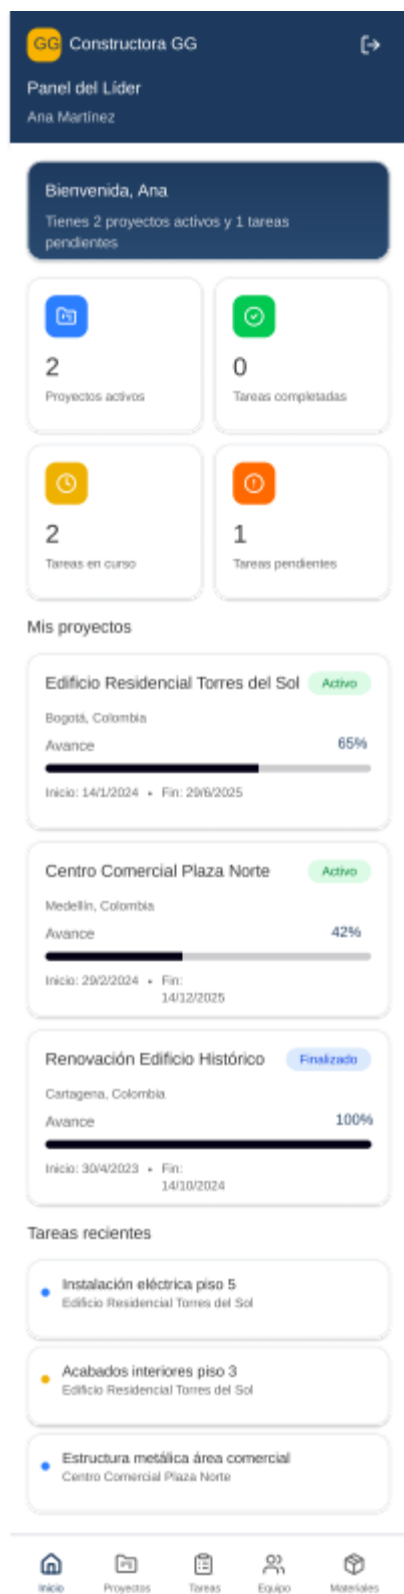 GG Constructora GG
Panel del Líder
Ana Martínez
Bienvenida, Ana
Tienes 2 proyectos activos y 1 tareas
pendientes
2
Proyectos activos
0
Tareas completadas
2
Tareas en curso
1
Tareas pendientes
Mis proyectos
Edificio Residencial Torres del Sol Activo
Bogotá, Colombia
Avance 65%
Inicio: 14/1/2024 • Fin: 29/6/2025
Centro Comercial Plaza Norte Activo
Medellín, Colombia
Avance 42%
Inicio: 29/2/2024 • Fin:
14/12/2025
Renovación Edificio Histórico Finalizado
Cartagena, Colombia
Avance 100%
Inicio: 30/4/2023 • Fin:
14/10/2024
Tareas recientes
Instalación eléctrica piso 5
Edificio Residencial Torres del Sol
Acabados interiores piso 3
Edificio Residencial Torres del Sol
Estructura metálica área comercial
Centro Comercial Plaza Norte
Inicio Proyectos Tareas Equipo Materiales